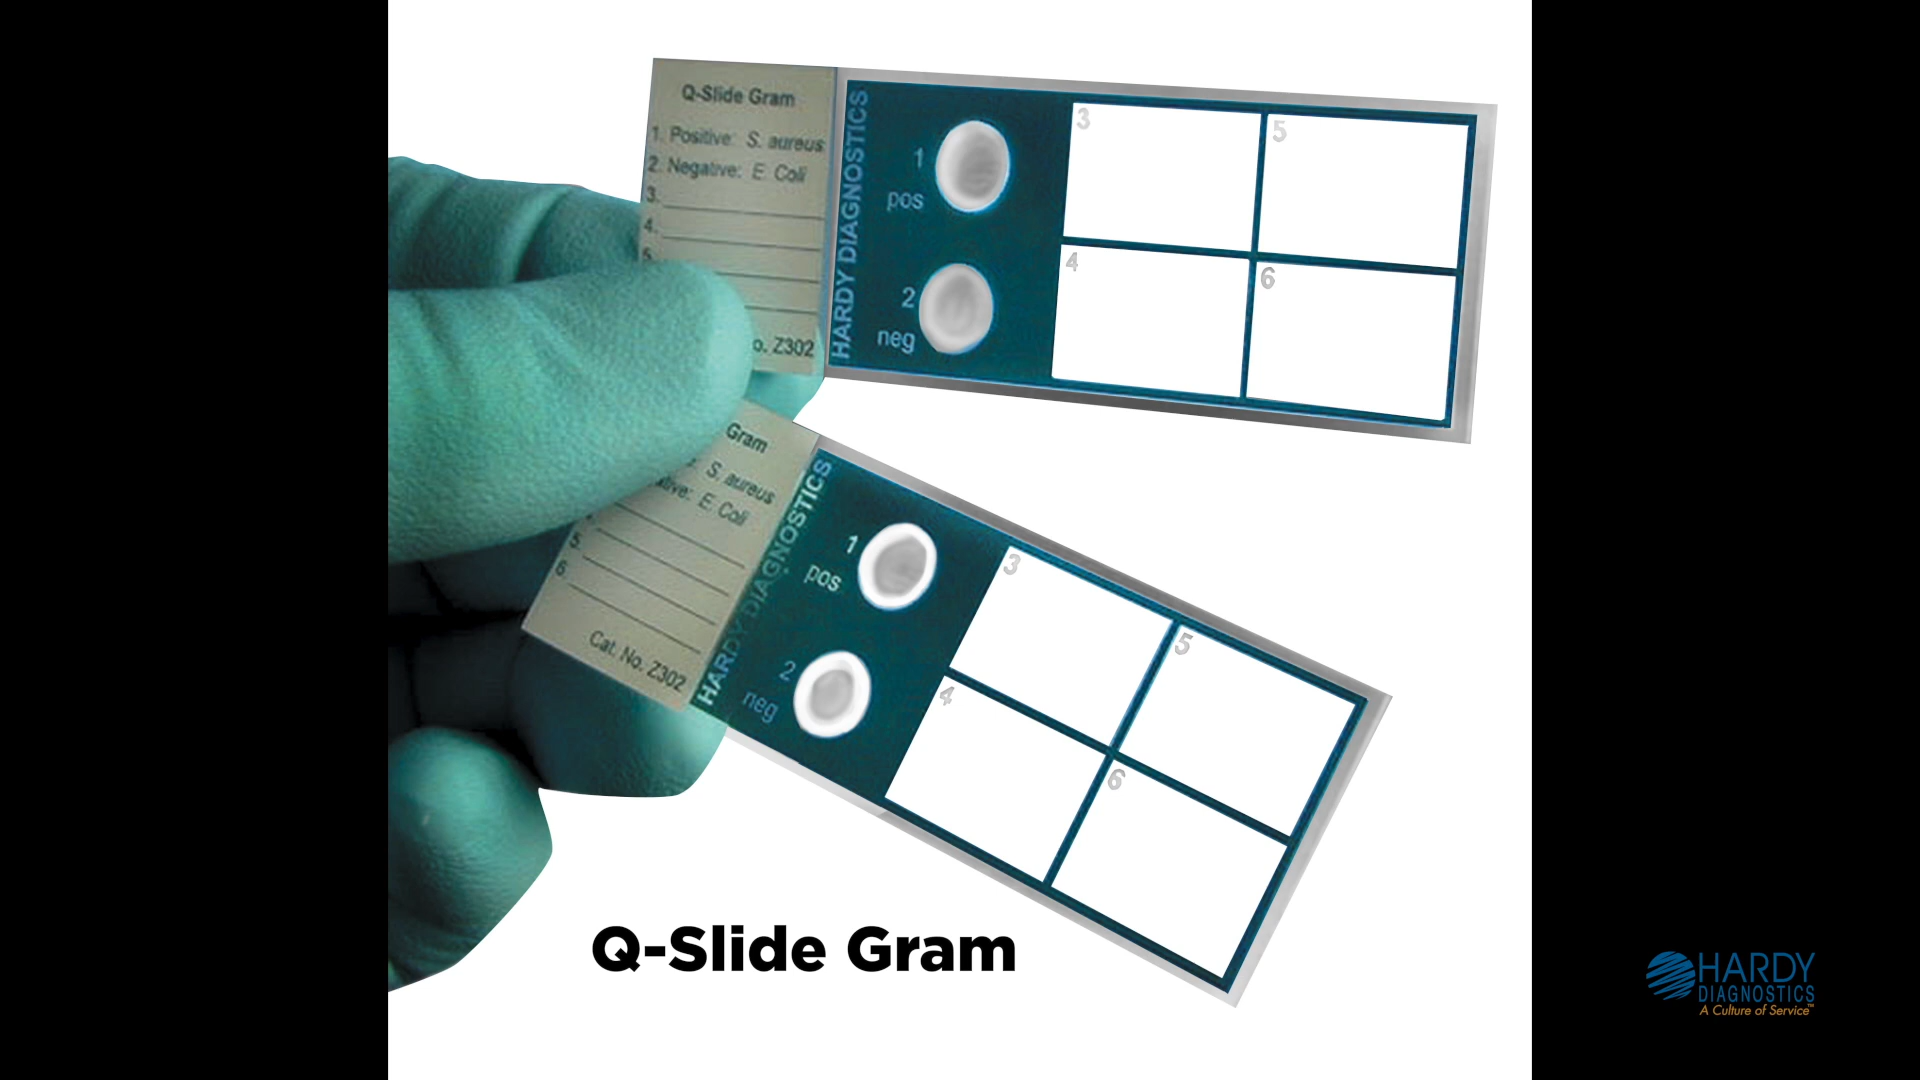 Q-Slide Gram
1. Positive: S. aureus
2. Negative: E. Coli
3.
4.
5.
o. Z302
HARDY DIAGNOSTICS
1
pos
2
neg
3
5
4
6
Gram
S. aureus
ative: E. Coli
5.
6.
Cat. No. Z302
HARDY DIAGNOSTICS
1
pos
2
neg
3
5
4
6
Q-Slide Gram
HARDY
DIAGNOSTICS
A Culture of Service™